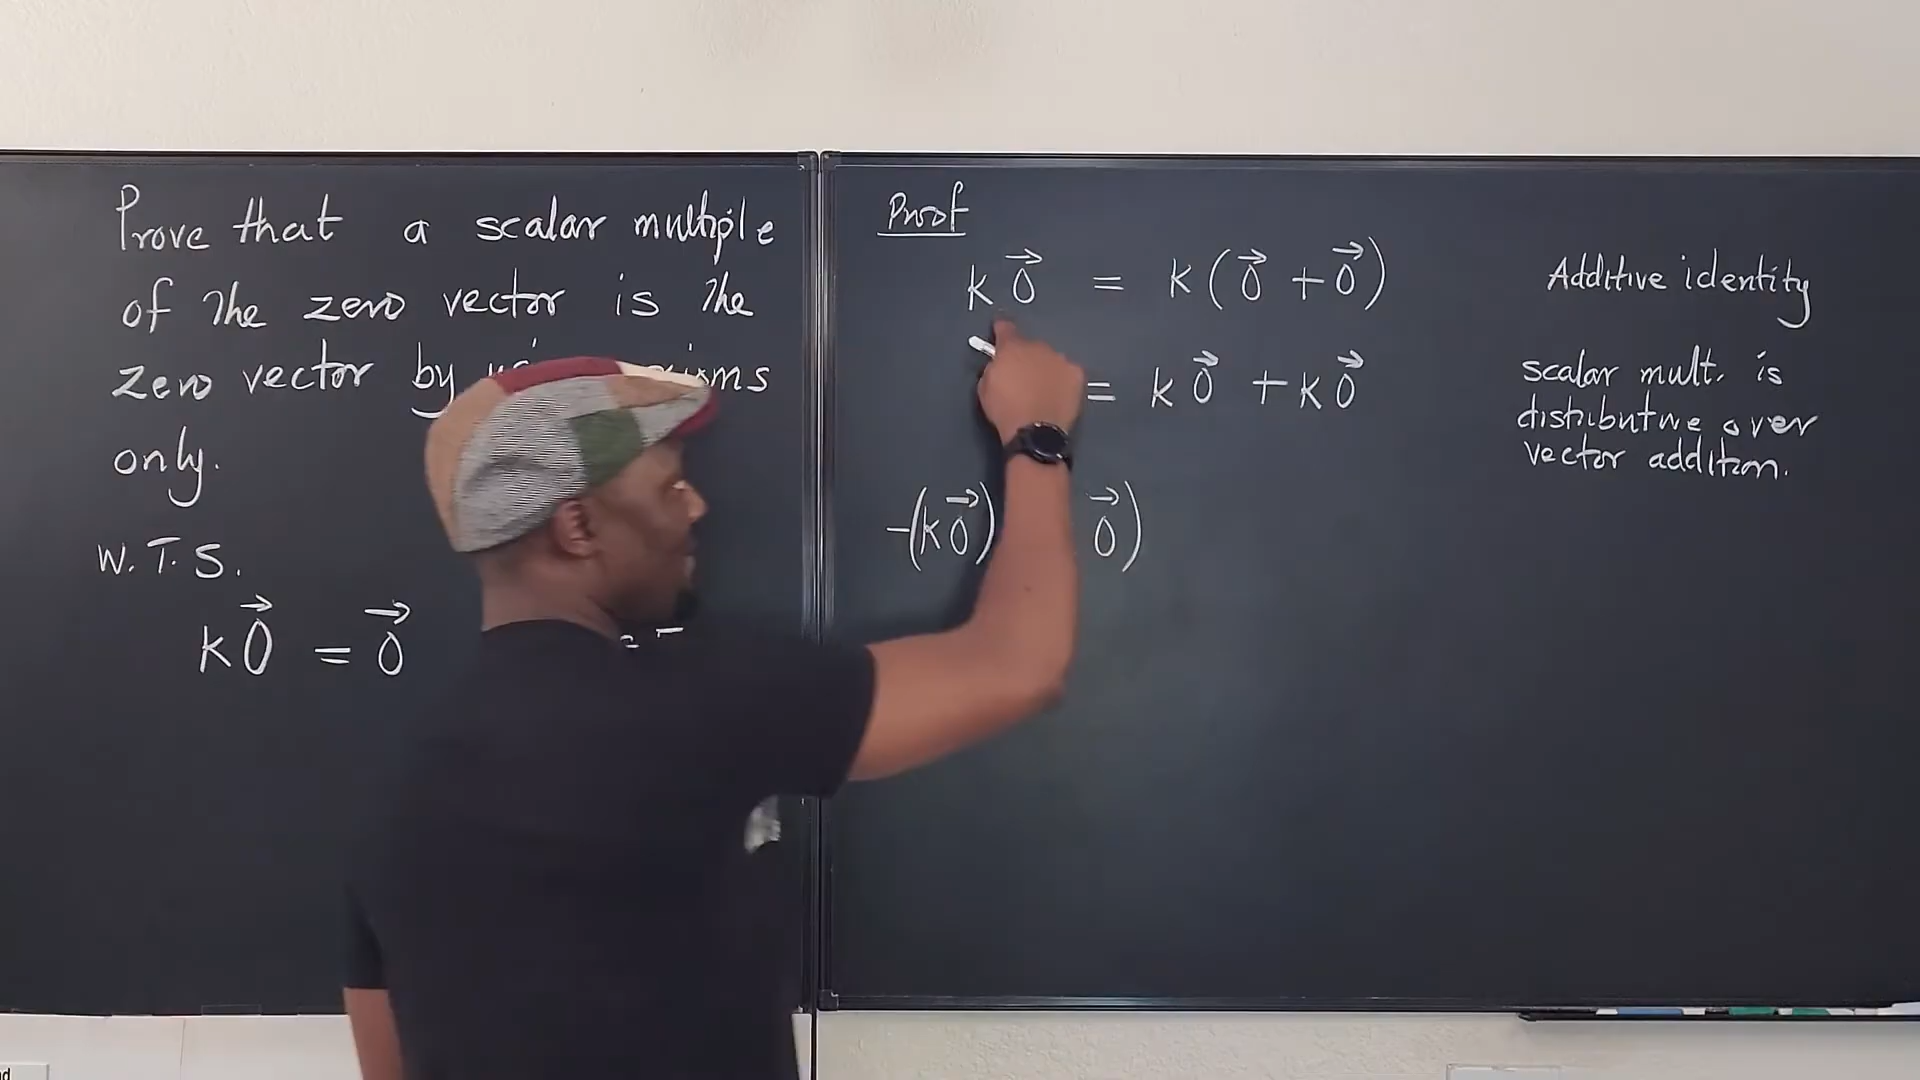 Prove that a scalar multiple
of the zero vector is the
zero vector by
only.
W.T.S.
k0⃗ = 0⃗
Proof
k0⃗ = k(0⃗ + 0⃗) Additive identity
= k0⃗ + k0⃗ scalar mult. is
distributive over
vector addition.
-(k0⃗) 0⃗)